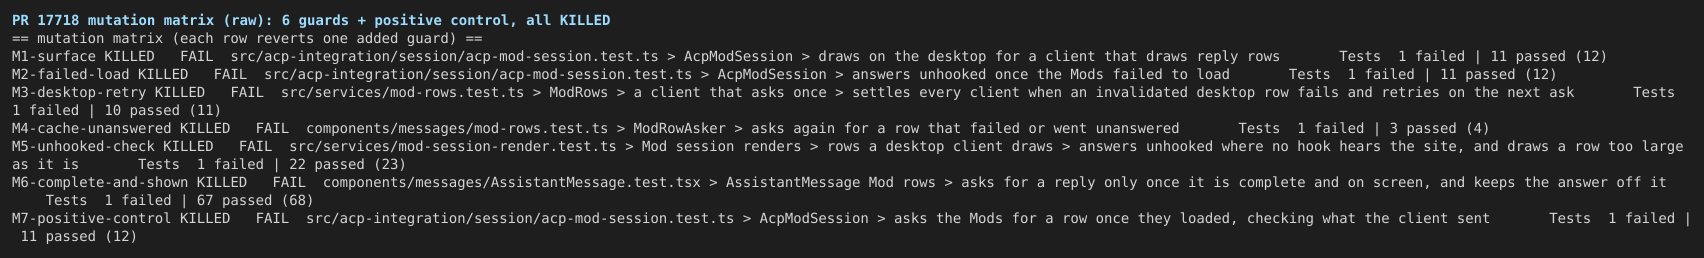 PR 17718 mutation matrix (raw): 6 guards + positive control, all KILLED
== mutation matrix (each row reverts one added guard) ==
M1-surface KILLED   FAIL  src/acp-integration/session/acp-mod-session.test.ts > AcpModSession > draws on the desktop for a client that draws reply rows       Tests  1 failed | 11 passed (12)
M2-failed-load KILLED   FAIL  src/acp-integration/session/acp-mod-session.test.ts > AcpModSession > answers unhooked once the Mods failed to load       Tests  1 failed | 11 passed (12)
M3-desktop-retry KILLED   FAIL  src/services/mod-rows.test.ts > ModRows > a client that asks once > settles every client when an invalidated desktop row fails and retries on the next ask       Tests
1 failed | 10 passed (11)
M4-cache-unanswered KILLED   FAIL  components/messages/mod-rows.test.ts > ModRowAsker > asks again for a row that failed or went unanswered       Tests  1 failed | 3 passed (4)
M5-unhooked-check KILLED   FAIL  src/services/mod-session-render.test.ts > Mod session renders > rows a desktop client draws > answers unhooked where no hook hears the site, and draws a row too large
as it is       Tests  1 failed | 22 passed (23)
M6-complete-and-shown KILLED   FAIL  components/messages/AssistantMessage.test.tsx > AssistantMessage Mod rows > asks for a reply only once it is complete and on screen, and keeps the answer off it
    Tests  1 failed | 67 passed (68)
M7-positive-control KILLED   FAIL  src/acp-integration/session/acp-mod-session.test.ts > AcpModSession > asks the Mods for a row once they loaded, checking what the client sent       Tests  1 failed |
 11 passed (12)